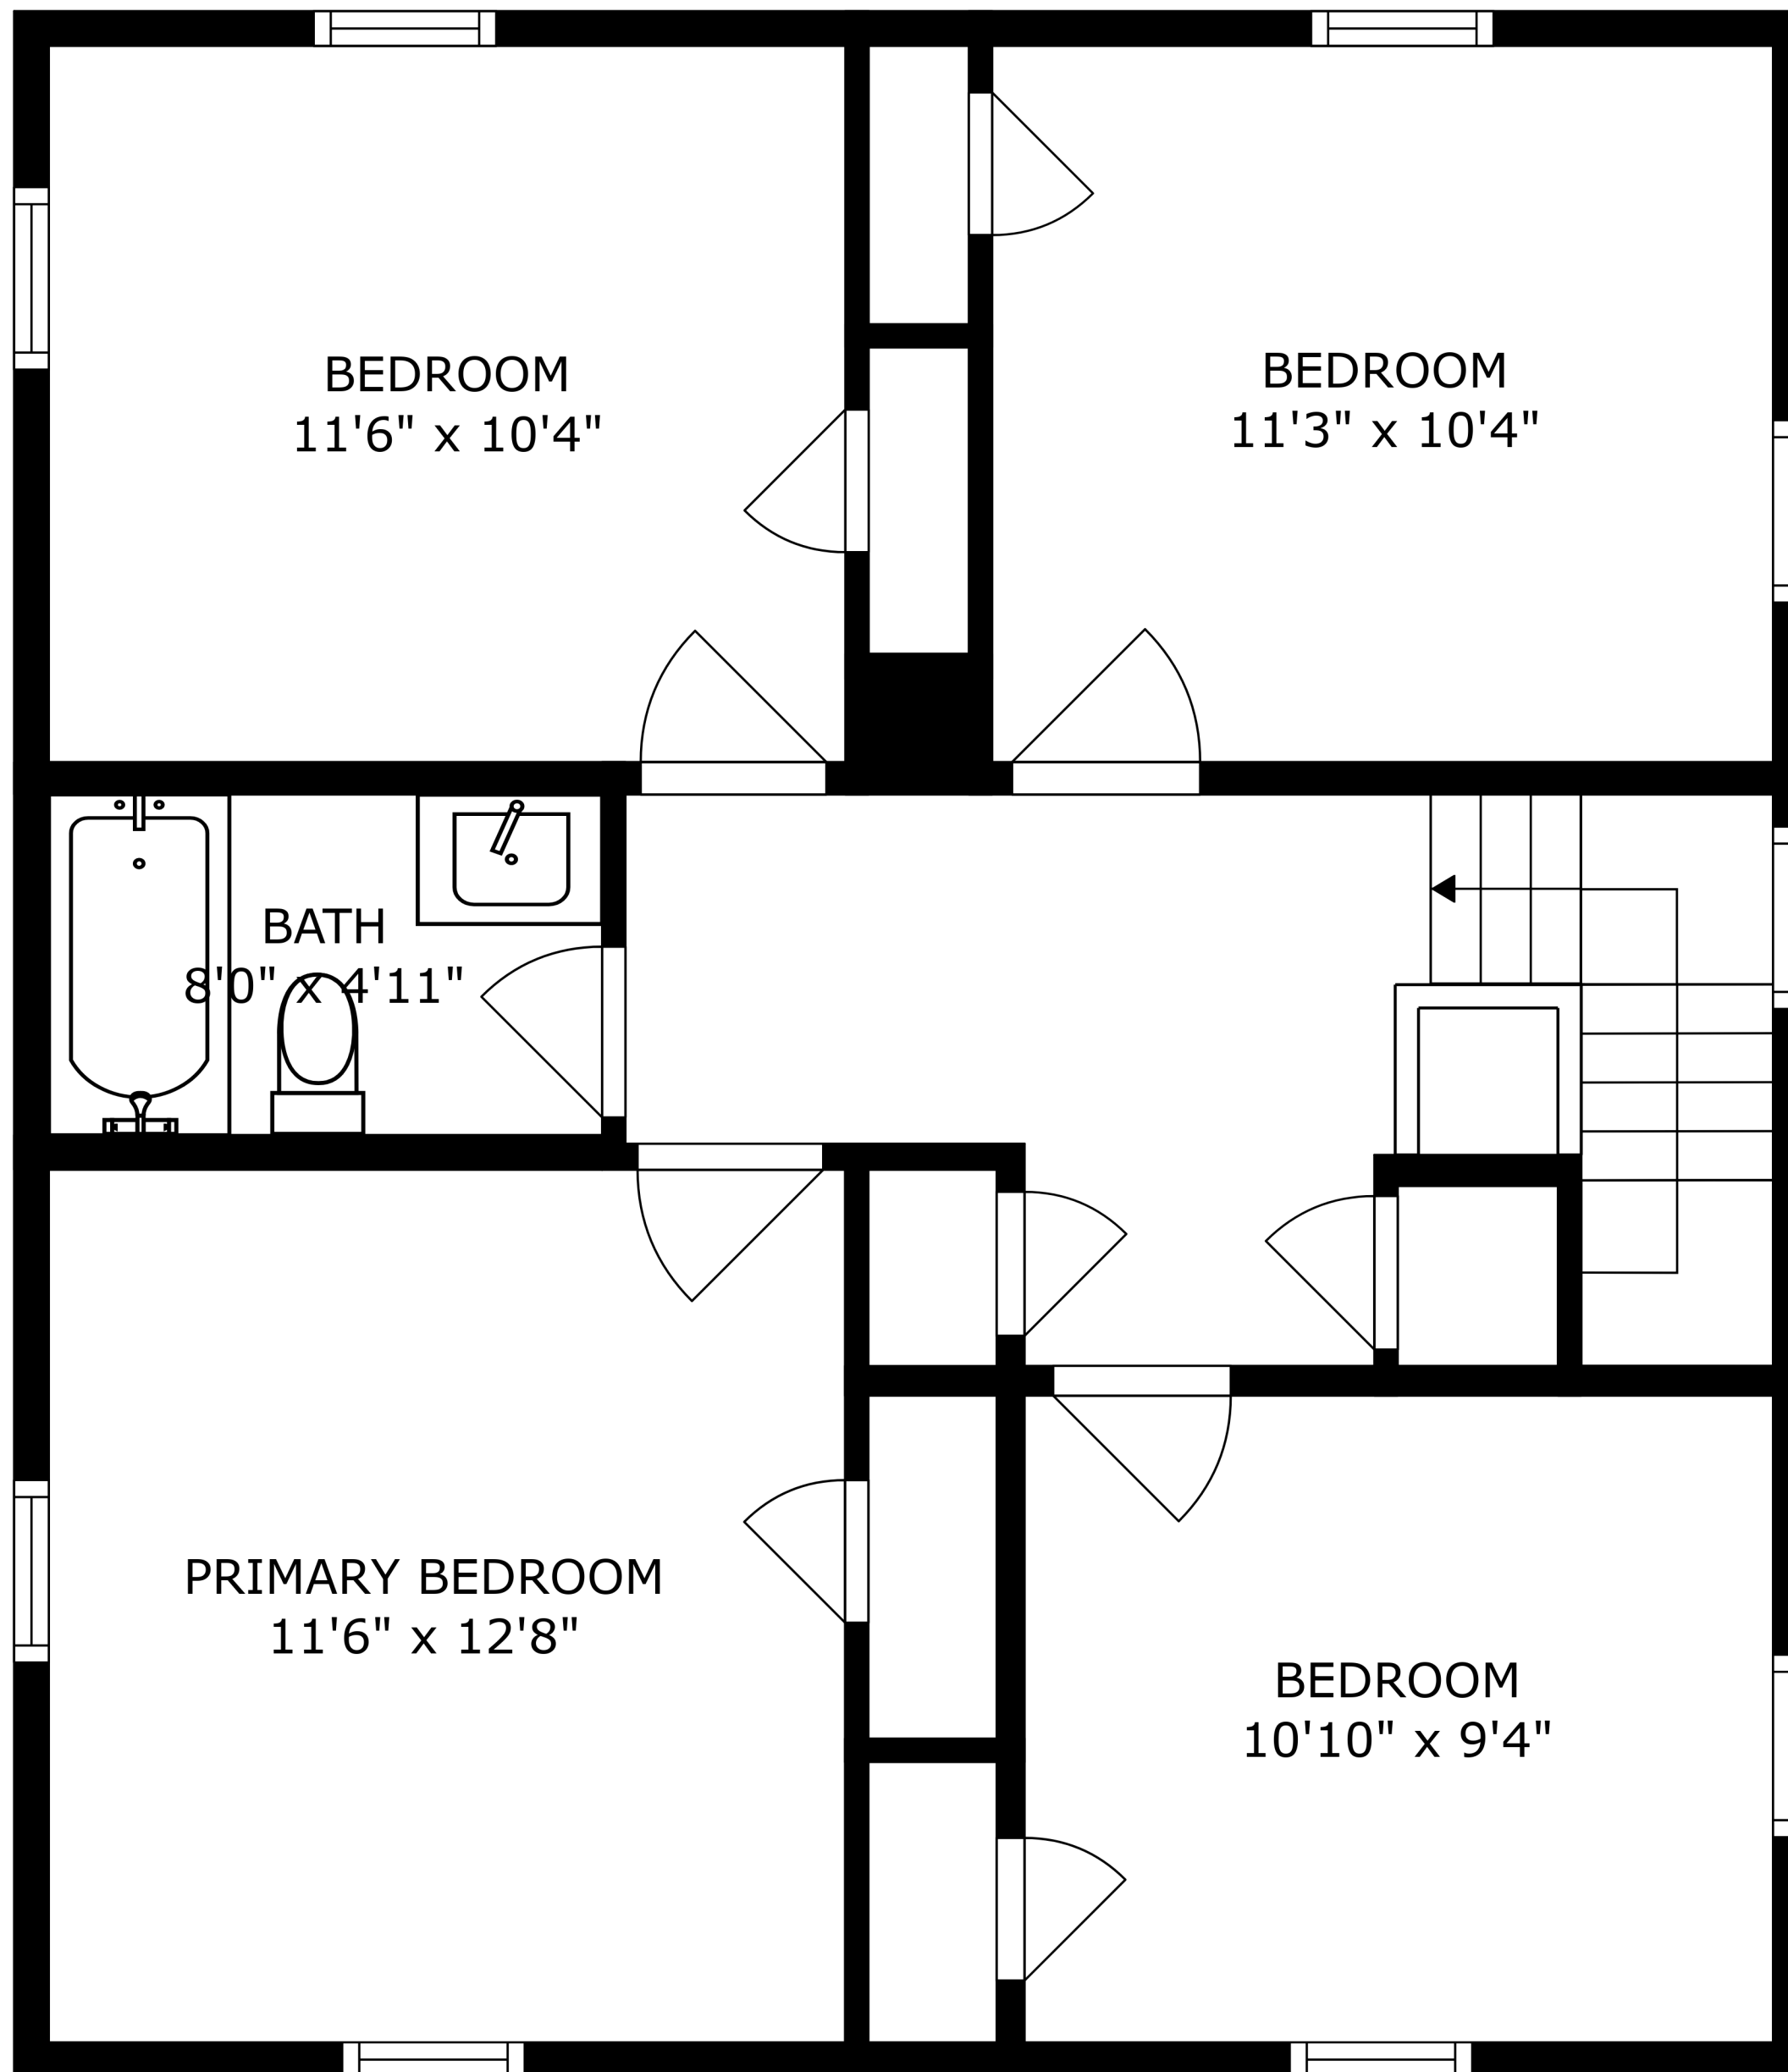 BEDROOM
11'6" x 10'4"
BEDROOM
11'3" x 10'4"
BATH
8'0" x 4'11"
PRIMARY BEDROOM
11'6" x 12'8"
BEDROOM
10'10" x 9'4"